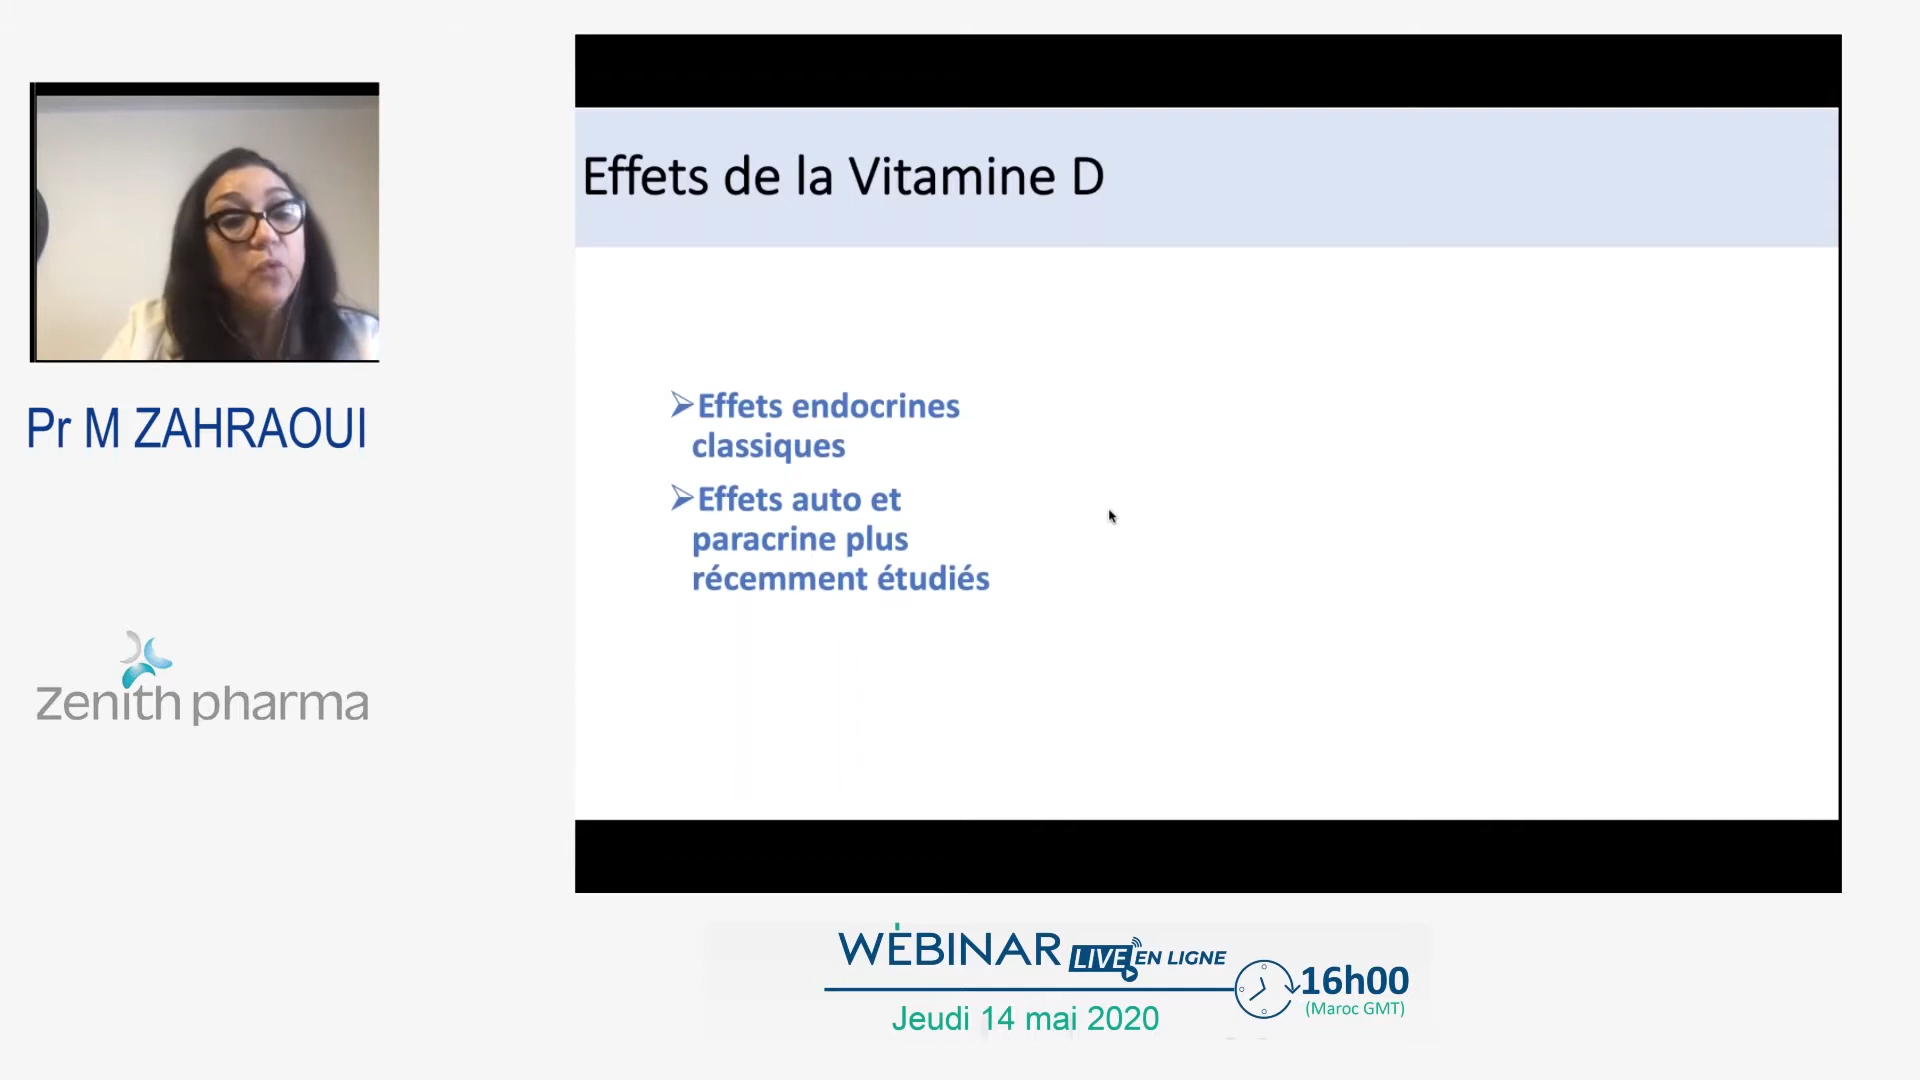 Effets de la Vitamine D
Pr M ZAHRAOUI
➢Effets endocrines
classiques
➢Effets auto et
paracrine plus
récemment étudiés
zenith pharma
WEBINAR LIVE EN LIGNE
16h00
(Maroc GMT)
Jeudi 14 mai 2020